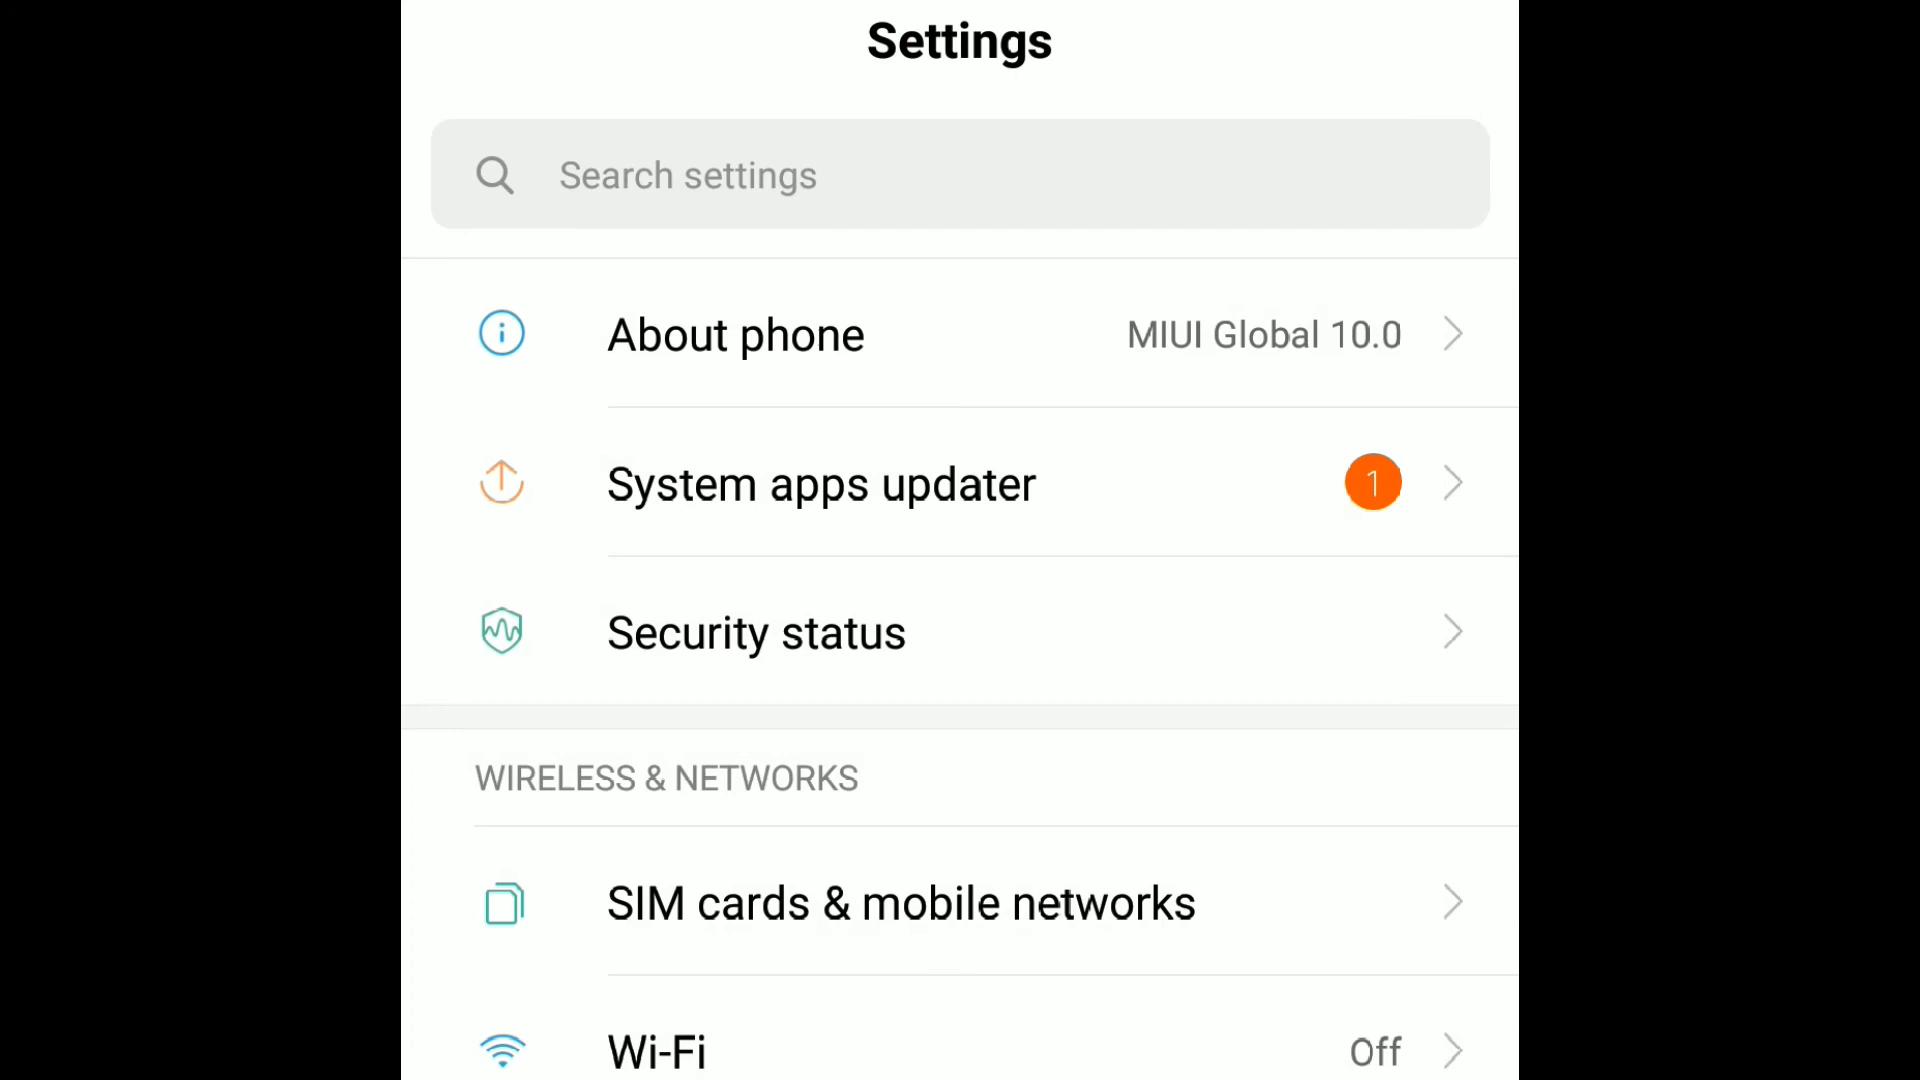 Settings
Search settings
About phone MIUI Global 10.0
System apps updater 1
Security status
WIRELESS & NETWORKS
SIM cards & mobile networks
Wi-Fi Off